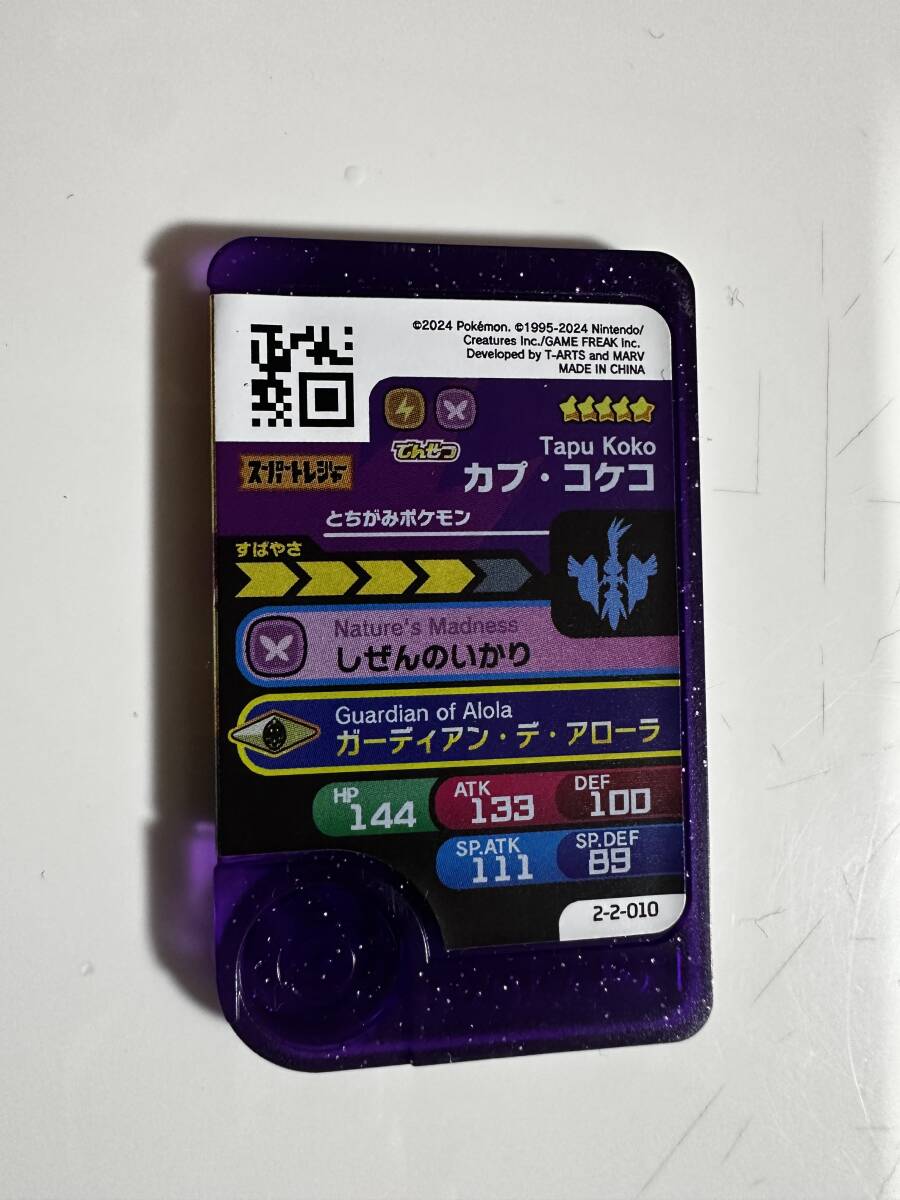 ©2024 Pokémon. ©1995-2024 Nintendo/
Creatures Inc./GAME FREAK inc.
Developed by T-ARTS and MARV
MADE IN CHINA
でんせつ
Tapu Koko
スーパートレジャー
カプ・コケコ
とちがみポケモン
すばやさ
Nature's Madness
しぜんのいかり
Guardian of Alola
ガーディアン・デ・アローラ
HP 144
ATK 133
DEF 100
SP.ATK 111
SP.DEF 89
2-2-010